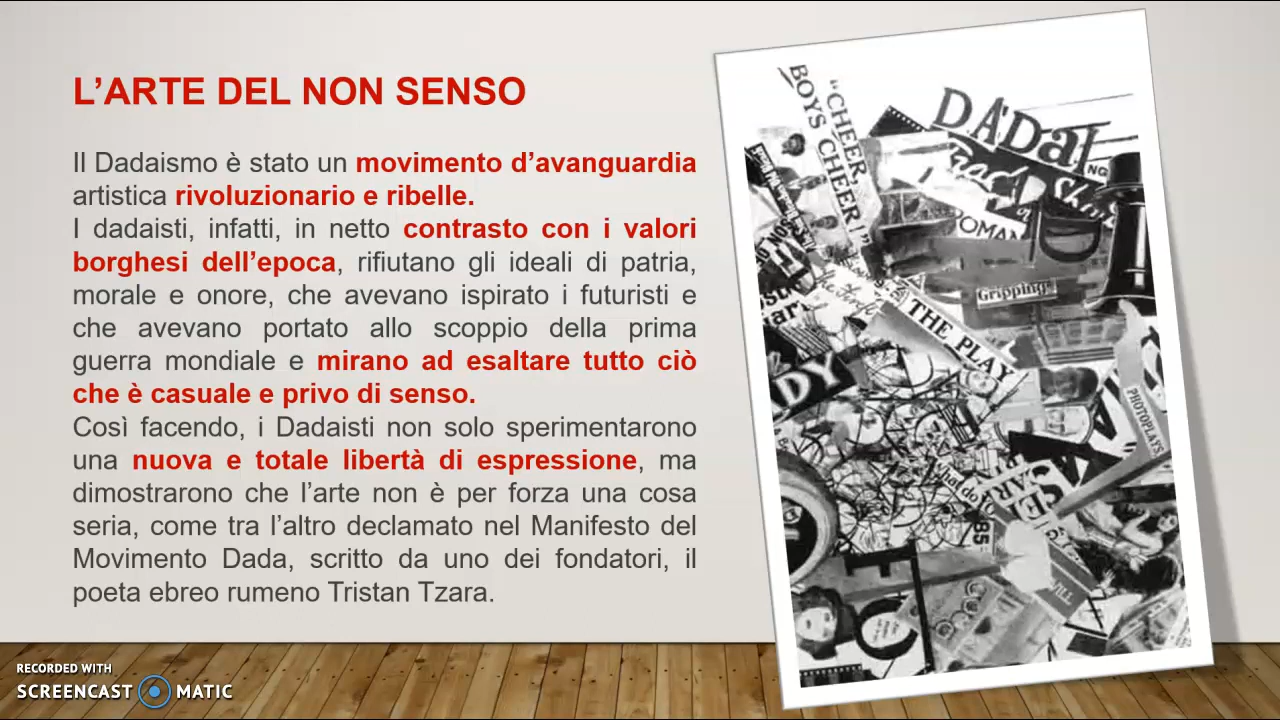 L'ARTE DEL NON SENSO
Il Dadaismo è stato un movimento d'avanguardia
artistica rivoluzionario e ribelle.
I dadaisti, infatti, in netto contrasto con i valori
borghesi dell'epoca, rifiutano gli ideali di patria,
morale e onore, che avevano ispirato i futuristi e
che avevano portato allo scoppio della prima
guerra mondiale e mirano ad esaltare tutto ciò
che è casuale e privo di senso.
Così facendo, i Dadaisti non solo sperimentarono
una nuova e totale libertà di espressione, ma
dimostrarono che l'arte non è per forza una cosa
seria, come tra l'altro declamato nel Manifesto del
Movimento Dada, scritto da uno dei fondatori, il
poeta ebreo rumeno Tristan Tzara.
"CHEER,
BOYS CHEER!"
DADA
NG
Gripping
THE PLAY
PHOTOPLAYS
What do
85
WILL
RECORDED WITH
SCREENCAST MATIC